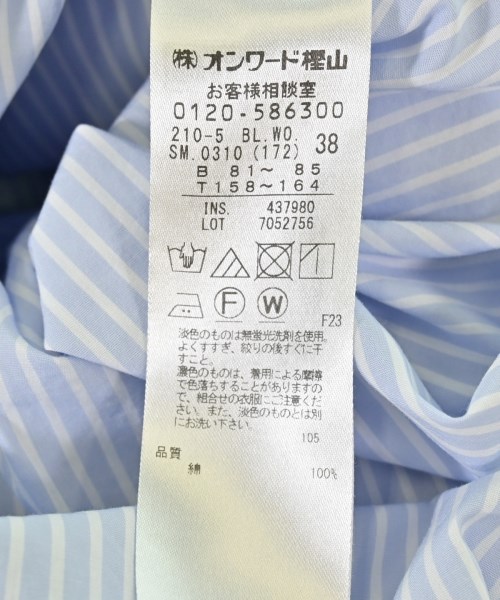 ㈱オンワード樫山
お客様相談室
0120-586300
210-5 BL.WO.
SM.0310(172) 38
B 81～ 85
T158～164
INS. 437980
LOT 7052756
F W
F23
淡色のものは無蛍光洗剤を使用。
よくすすぎ、絞りの後すぐに干
すこと。
濃色のものは、着用による摩擦
で色落ちすることがありますの
で、組合せの衣服にご注意くだ
さい。また、淡色のものとは別
にお洗い下さい。
105
品質
綿 100%